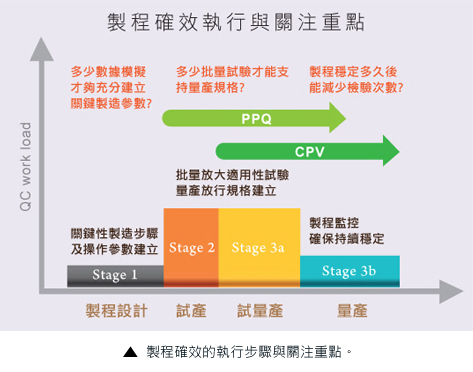 製程確效執行與關注重點
多少數據模擬
才夠充分建立
關鍵製造參數?
多少批量試驗才能支
持量產規格?
製程穩定多久後
能減少檢驗次數?
PPQ
CPV
QC work load
批量放大適用性試驗
量產放行規格建立
關鍵性製造步驟
及操作參數建立
製程監控
確保持續穩定
Stage 1
Stage 2
Stage 3a
Stage 3b
製程設計
試產
試量產
量產
▲ 製程確效的執行步驟與關注重點。